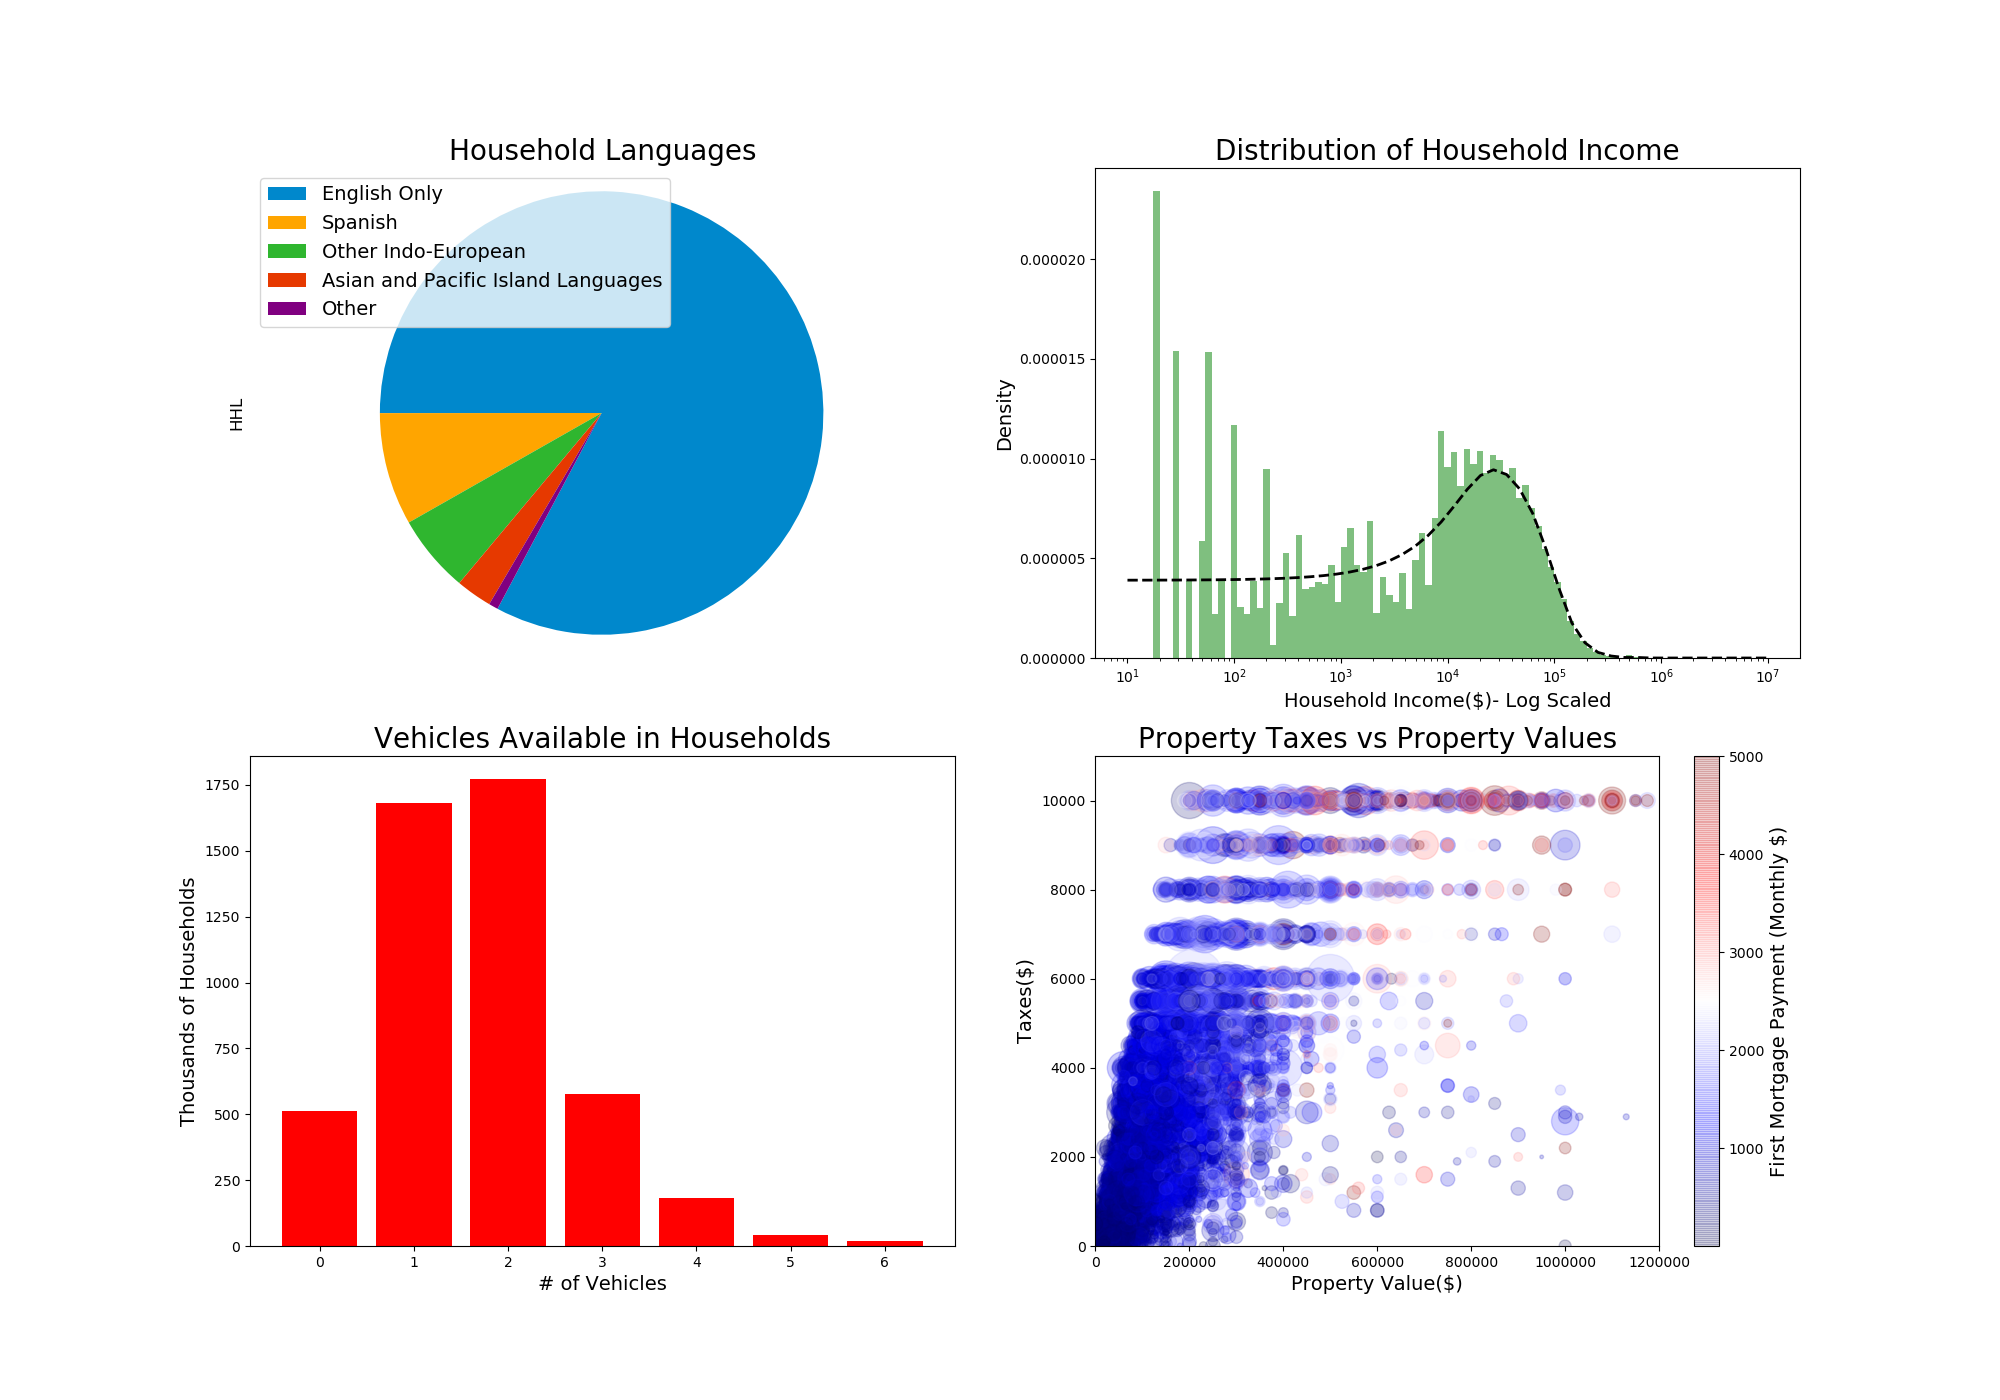 Household Languages
English Only
Spanish
Other Indo-European
Asian and Pacific Island Languages
Other
HHL
Distribution of Household Income
Density
0.000020
0.000015
0.000010
0.000005
0.000000
10¹ 10² 10³ 10⁴ 10⁵ 10⁶ 10⁷
Household Income($)- Log Scaled
Vehicles Available in Households
Thousands of Households
1750
1500
1250
1000
750
500
250
0
0 1 2 3 4 5 6
# of Vehicles
Property Taxes vs Property Values
Taxes($)
10000
8000
6000
4000
2000
0
0 200000 400000 600000 800000 1000000 1200000
Property Value($)
5000
4000
3000
2000
1000
First Mortgage Payment (Monthly $)